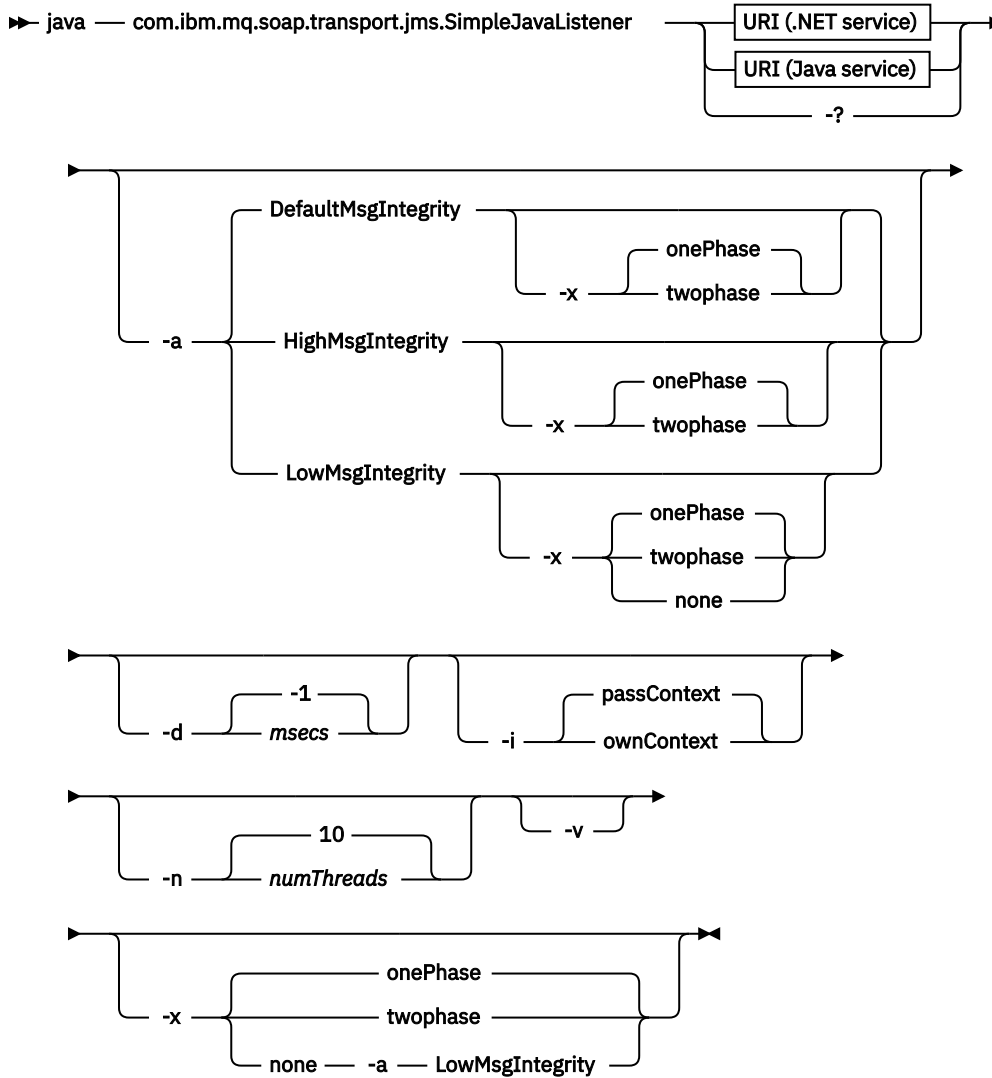 java com.ibm.mq.soap.transport.jms.SimpleJavaListener URI (.NET service)
URI (Java service)
-?
DefaultMsgIntegrity
onePhase
-x twophase
-a HighMsgIntegrity
onePhase
-x twophase
LowMsgIntegrity
onePhase
-x twophase
none
-1 passContext
-d msecs -i ownContext
10 -v
-n numThreads
onePhase
-x twophase
none -a LowMsgIntegrity